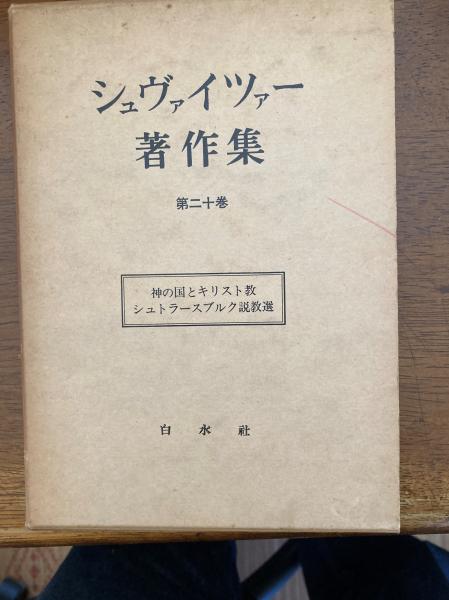 シュヴァイツァー
著作集
第二十巻
神の国とキリスト教
シュトラースブルク説教選
白水社